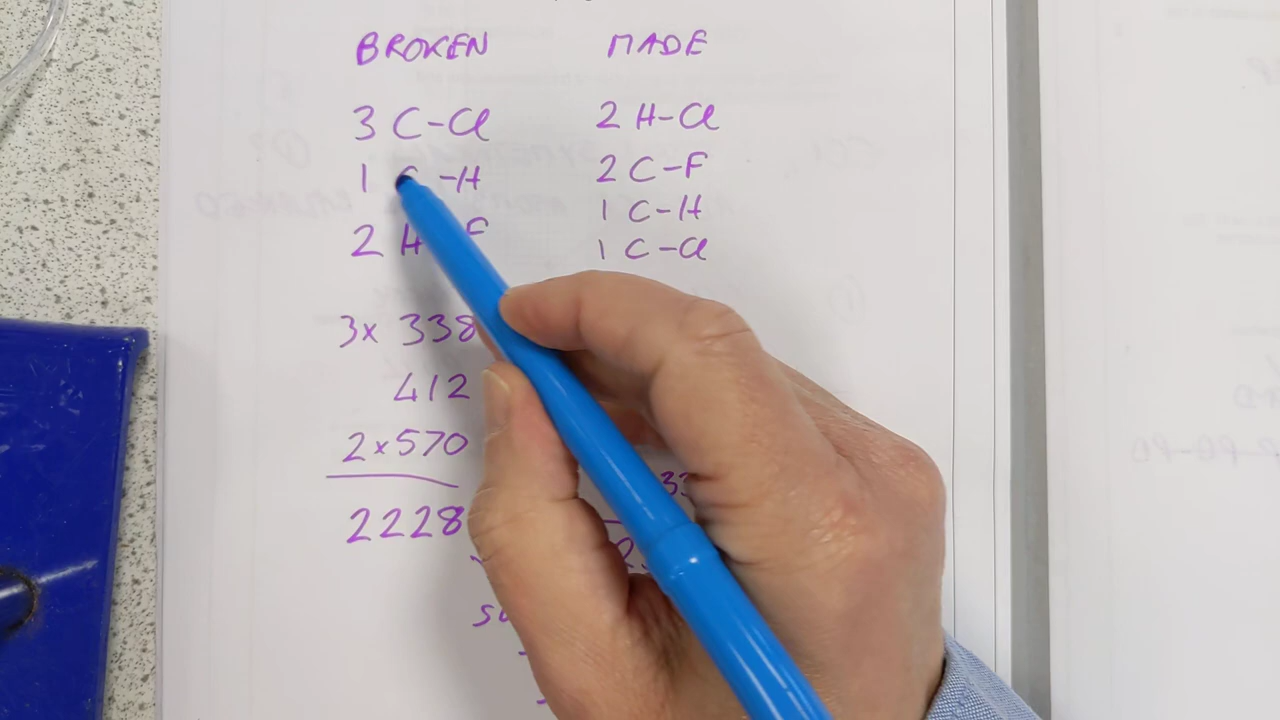 BROKEN MADE
3 C-Cl 2 H-Cl
1 C-H 2 C-F
2 H-F 1 C-H
1 C-Cl
3x 338
412
2x570
2228